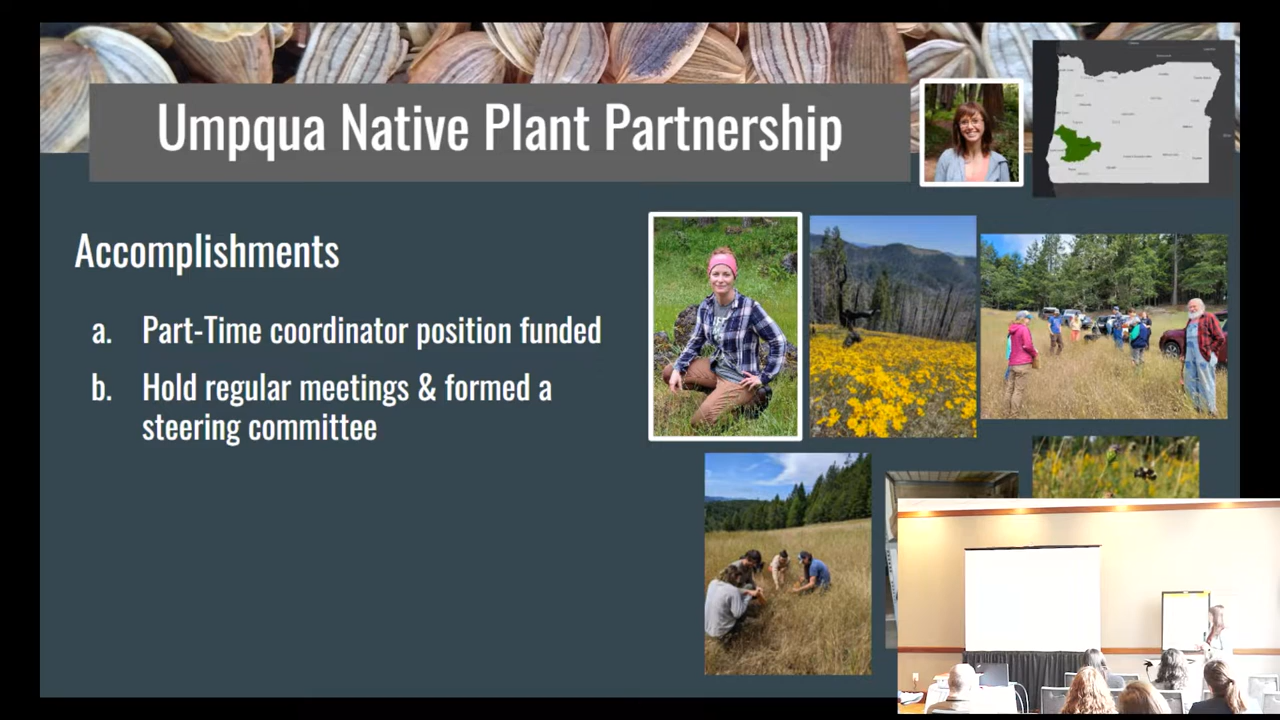 Umpqua Native Plant Partnership
Accomplishments
a. Part-Time coordinator position funded
b. Hold regular meetings & formed a
steering committee